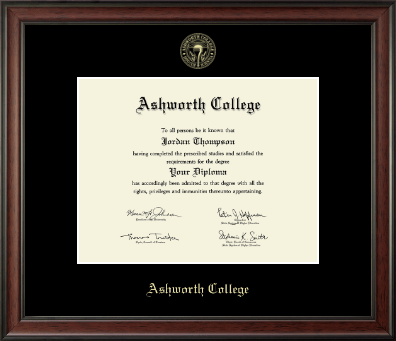 ASHWORTH COLLEGE
Ashworth College
To all persons be it known that
Jordan Thompson
having completed the prescribed studies and satisfied the
requirements for the degree
Your Diploma
has accordingly been admitted to that degree with all the
rights, privileges and immunities thereunto appertaining.
Ashworth College